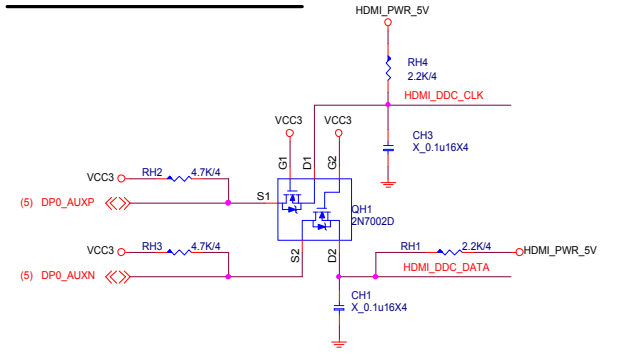 HDMI_PWR_5V
RH4
2.2K/4
HDMI_DDC_CLK
VCC3
VCC3
CH3
X_0.1u16X4
G1
D1
G2
VCC3
RH2
4.7K/4
(5) DP0_AUXP
S1
QH1
2N7002D
VCC3
RH3
4.7K/4
S2
D2
RH1
2.2K/4
HDMI_PWR_5V
(5) DP0_AUXN
HDMI_DDC_DATA
CH1
X_0.1u16X4